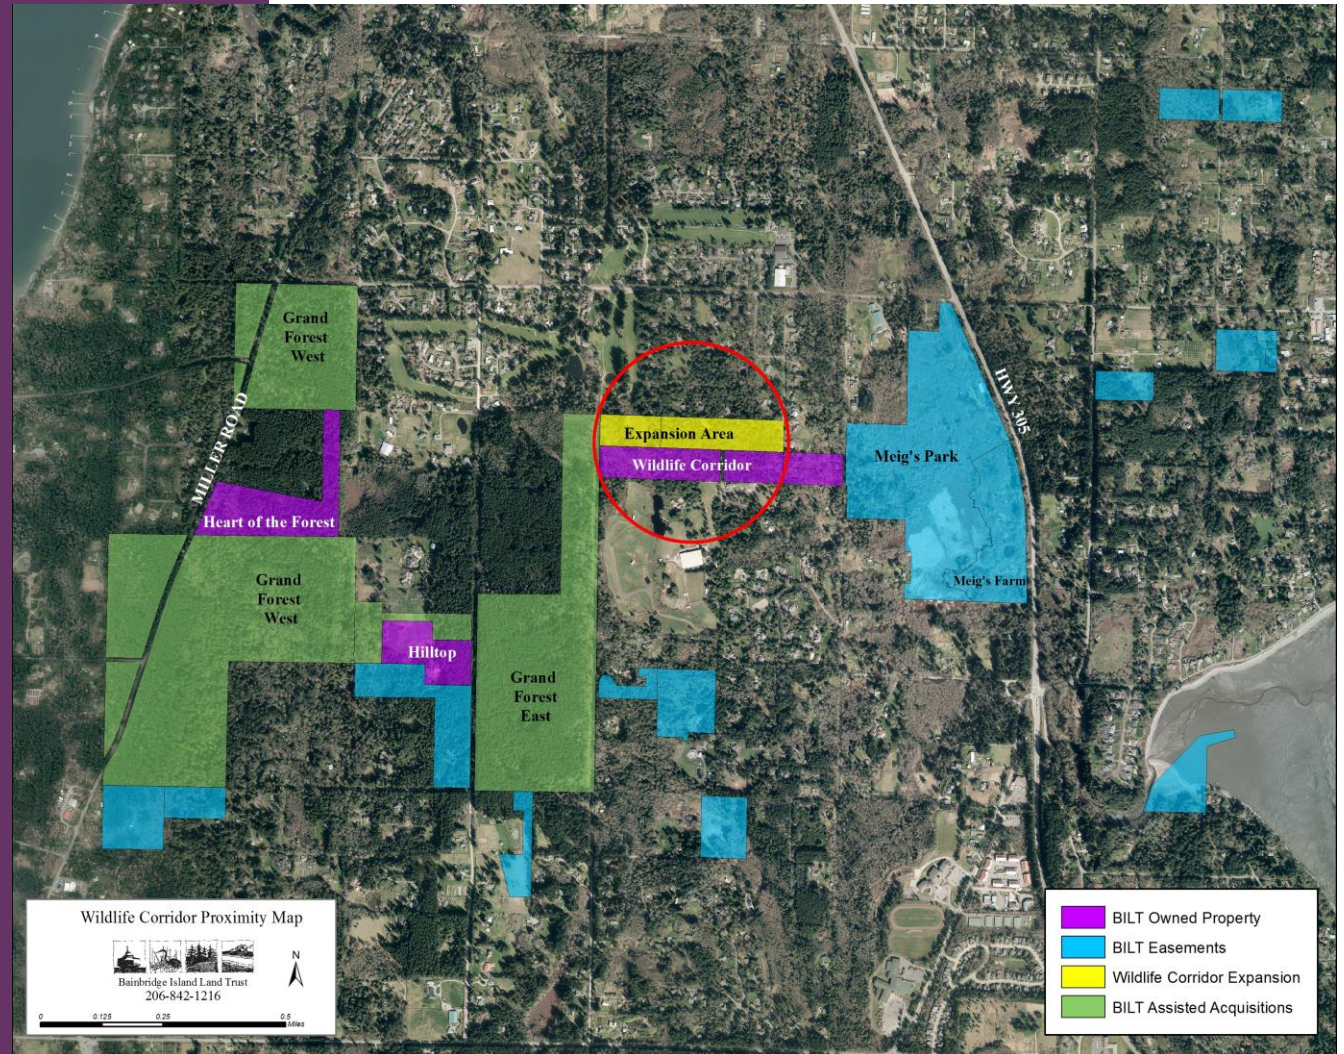 Grand
Forest
West
HWY 305
MILLER ROAD
Expansion Area
Meig's Park
Wildlife Corridor
Heart of the Forest
Grand
Forest
West
Meig's Farm
Hilltop
Grand
Forest
East
Wildlife Corridor Proximity Map
N
Bainbridge Island Land Trust
206-842-1216
0 0.125 0.25 0.5
Miles
BILT Owned Property
BILT Easements
Wildlife Corridor Expansion
BILT Assisted Acquisitions